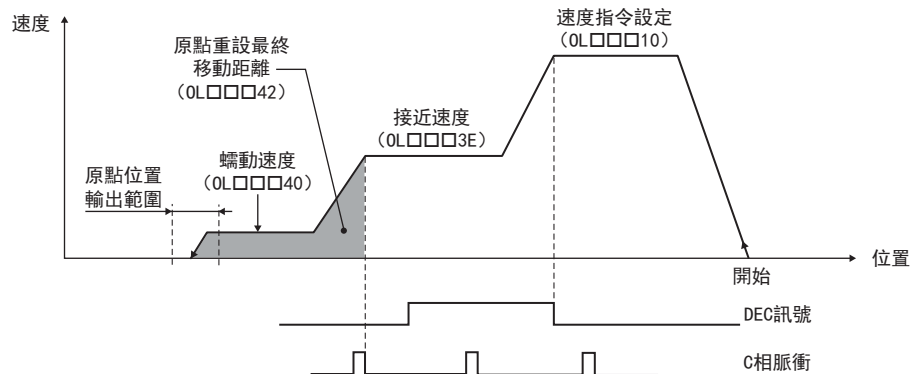 速度
速度指令設定
(0L□□□10)
原點重設最終
移動距離
(0L□□□42)
接近速度
(0L□□□3E)
蠕動速度
(0L□□□40)
原點位置
輸出範圍
位置
開始
DEC訊號
C相脈衝